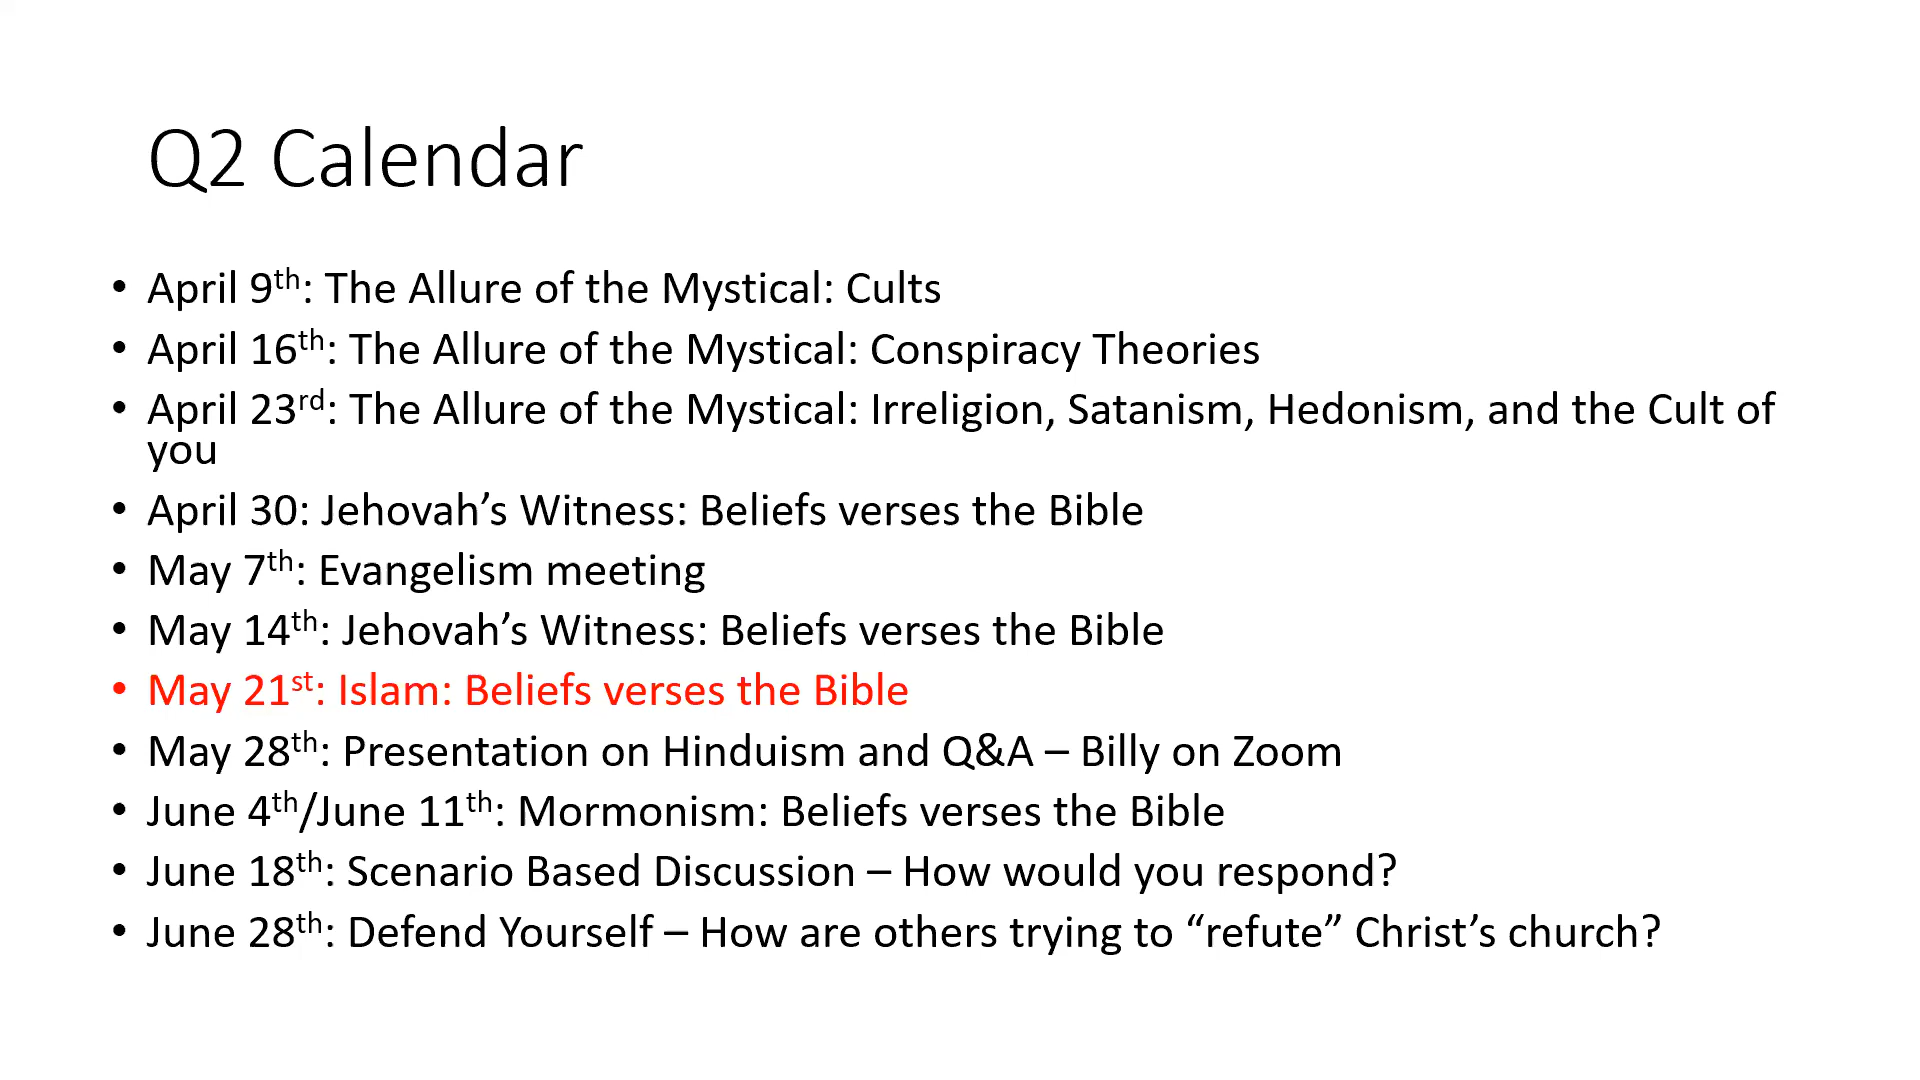 Q2 Calendar
• April 9th: The Allure of the Mystical: Cults
• April 16th: The Allure of the Mystical: Conspiracy Theories
• April 23rd: The Allure of the Mystical: Irreligion, Satanism, Hedonism, and the Cult of
you
• April 30: Jehovah’s Witness: Beliefs verses the Bible
• May 7th: Evangelism meeting
• May 14th: Jehovah’s Witness: Beliefs verses the Bible
• May 21st: Islam: Beliefs verses the Bible
• May 28th: Presentation on Hinduism and Q&A – Billy on Zoom
• June 4th/June 11th: Mormonism: Beliefs verses the Bible
• June 18th: Scenario Based Discussion – How would you respond?
• June 28th: Defend Yourself – How are others trying to “refute” Christ’s church?